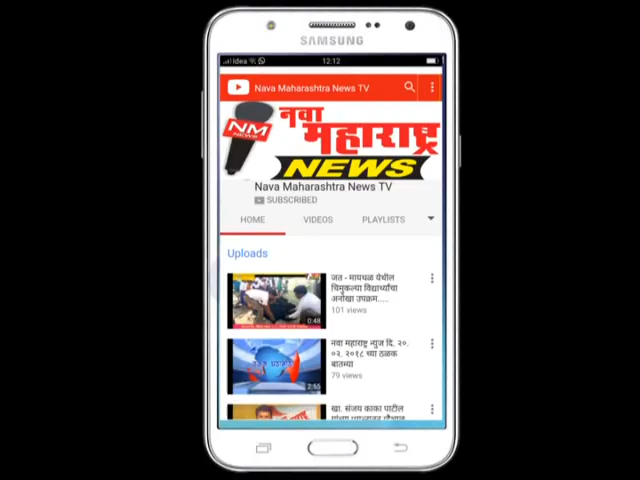 SAMSUNG
Idea
12:12
Nava Maharashtra News TV
नवा
महाराष्ट्र
NM
NEWS
NEWS
Nava Maharashtra News TV
SUBSCRIBED
HOME VIDEOS PLAYLISTS
Uploads
जत - मायथळ येथील
चिमुकल्या विद्यार्थ्यांचा
अनोखा उपक्रम.....
101 views
0:48
नवा महाराष्ट्र न्युज दि. २०.
०२. २०१८ च्या ठळक
बातम्या
79 views
2:55
खा. संजय काका पाटील